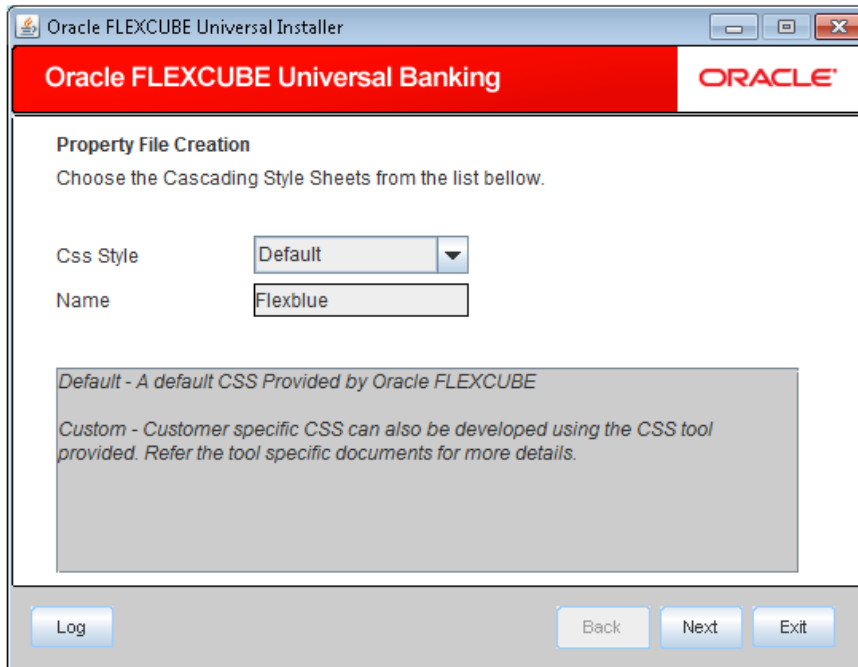 Oracle FLEXCUBE Universal Installer
Oracle FLEXCUBE Universal Banking
ORACLE
Property File Creation
Choose the Cascading Style Sheets from the list bellow.
Css Style
Default
Name
Flexblue
Default - A default CSS Provided by Oracle FLEXCUBE
Custom - Customer specific CSS can also be developed using the CSS tool
provided. Refer the tool specific documents for more details.
Log
Back
Next
Exit